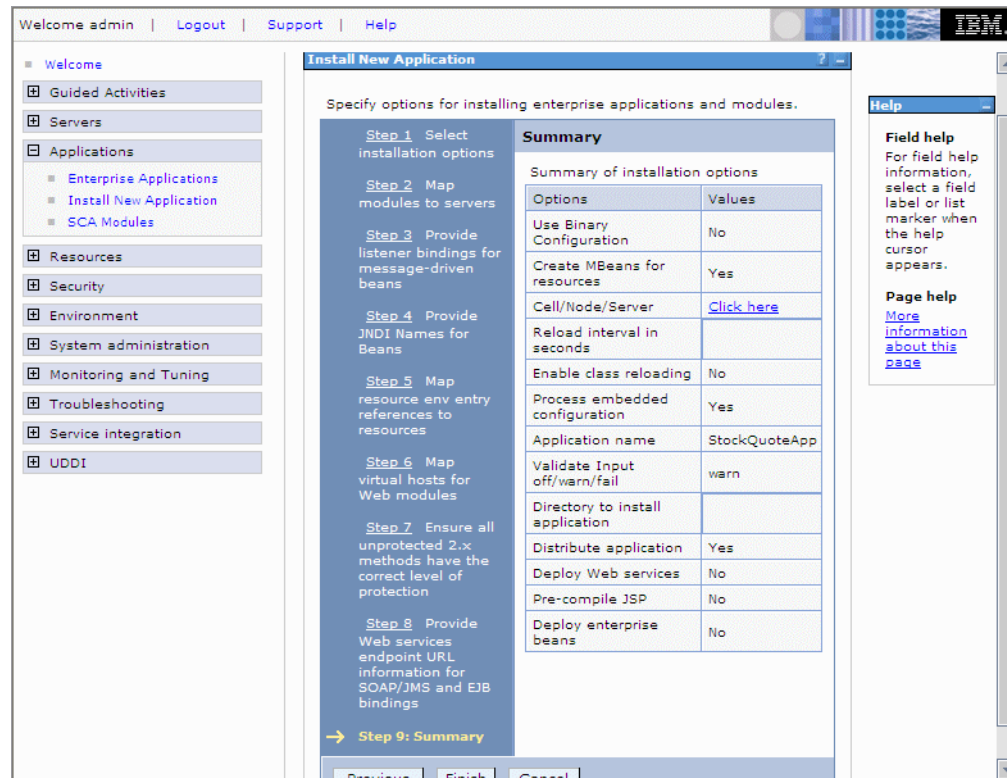 Welcome admin | Logout | Support | Help
IBM.
Welcome
Guided Activities
Servers
Applications
Enterprise Applications
Install New Application
SCA Modules
Resources
Security
Environment
System administration
Monitoring and Tuning
Troubleshooting
Service integration
UDDI
Install New Application ? –
Specify options for installing enterprise applications and modules.
Step 1 Select
installation options
Step 2 Map
modules to servers
Step 3 Provide
listener bindings for
message-driven
beans
Step 4 Provide
JNDI Names for
Beans
Step 5 Map
resource env entry
references to
resources
Step 6 Map
virtual hosts for
Web modules
Step 7 Ensure all
unprotected 2.x
methods have the
correct level of
protection
Step 8 Provide
Web services
endpoint URL
information for
SOAP/JMS and EJB
bindings
Step 9: Summary
Summary
Summary of installation options
Options Values
Use Binary
Configuration No
Create MBeans for
resources Yes
Cell/Node/Server Click here
Reload interval in
seconds
Enable class reloading No
Process embedded
configuration Yes
Application name StockQuoteApp
Validate Input
off/warn/fail warn
Directory to install
application
Distribute application Yes
Deploy Web services No
Pre-compile JSP No
Deploy enterprise
beans No
Previous Finish Cancel
Help –
Field help
For field help
information,
select a field
label or list
marker when
the help
cursor
appears.
Page help
More
information
about this
page